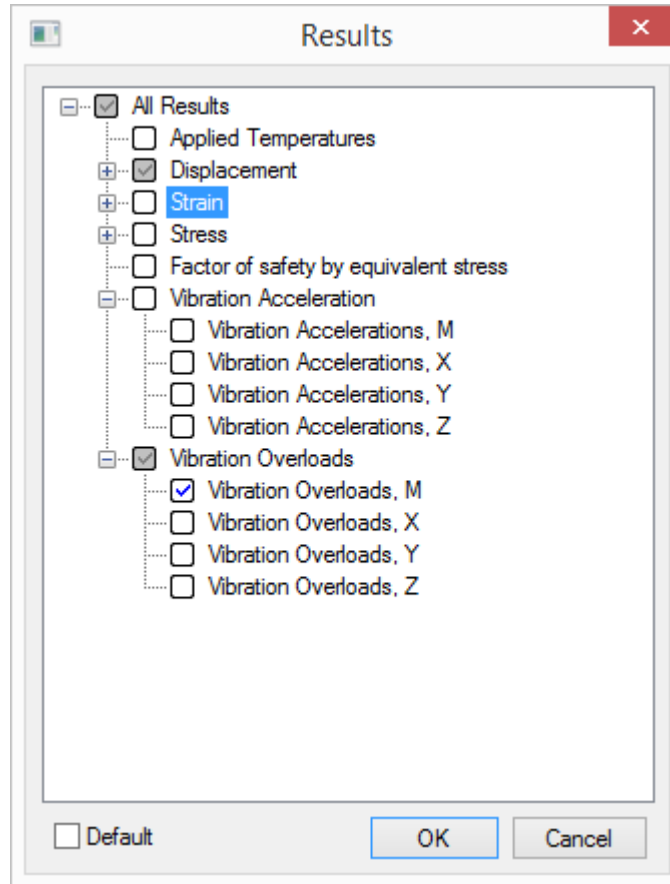 Results
All Results
Applied Temperatures
Displacement
Strain
Stress
Factor of safety by equivalent stress
Vibration Acceleration
Vibration Accelerations, M
Vibration Accelerations, X
Vibration Accelerations, Y
Vibration Accelerations, Z
Vibration Overloads
Vibration Overloads, M
Vibration Overloads, X
Vibration Overloads, Y
Vibration Overloads, Z
Default OK Cancel